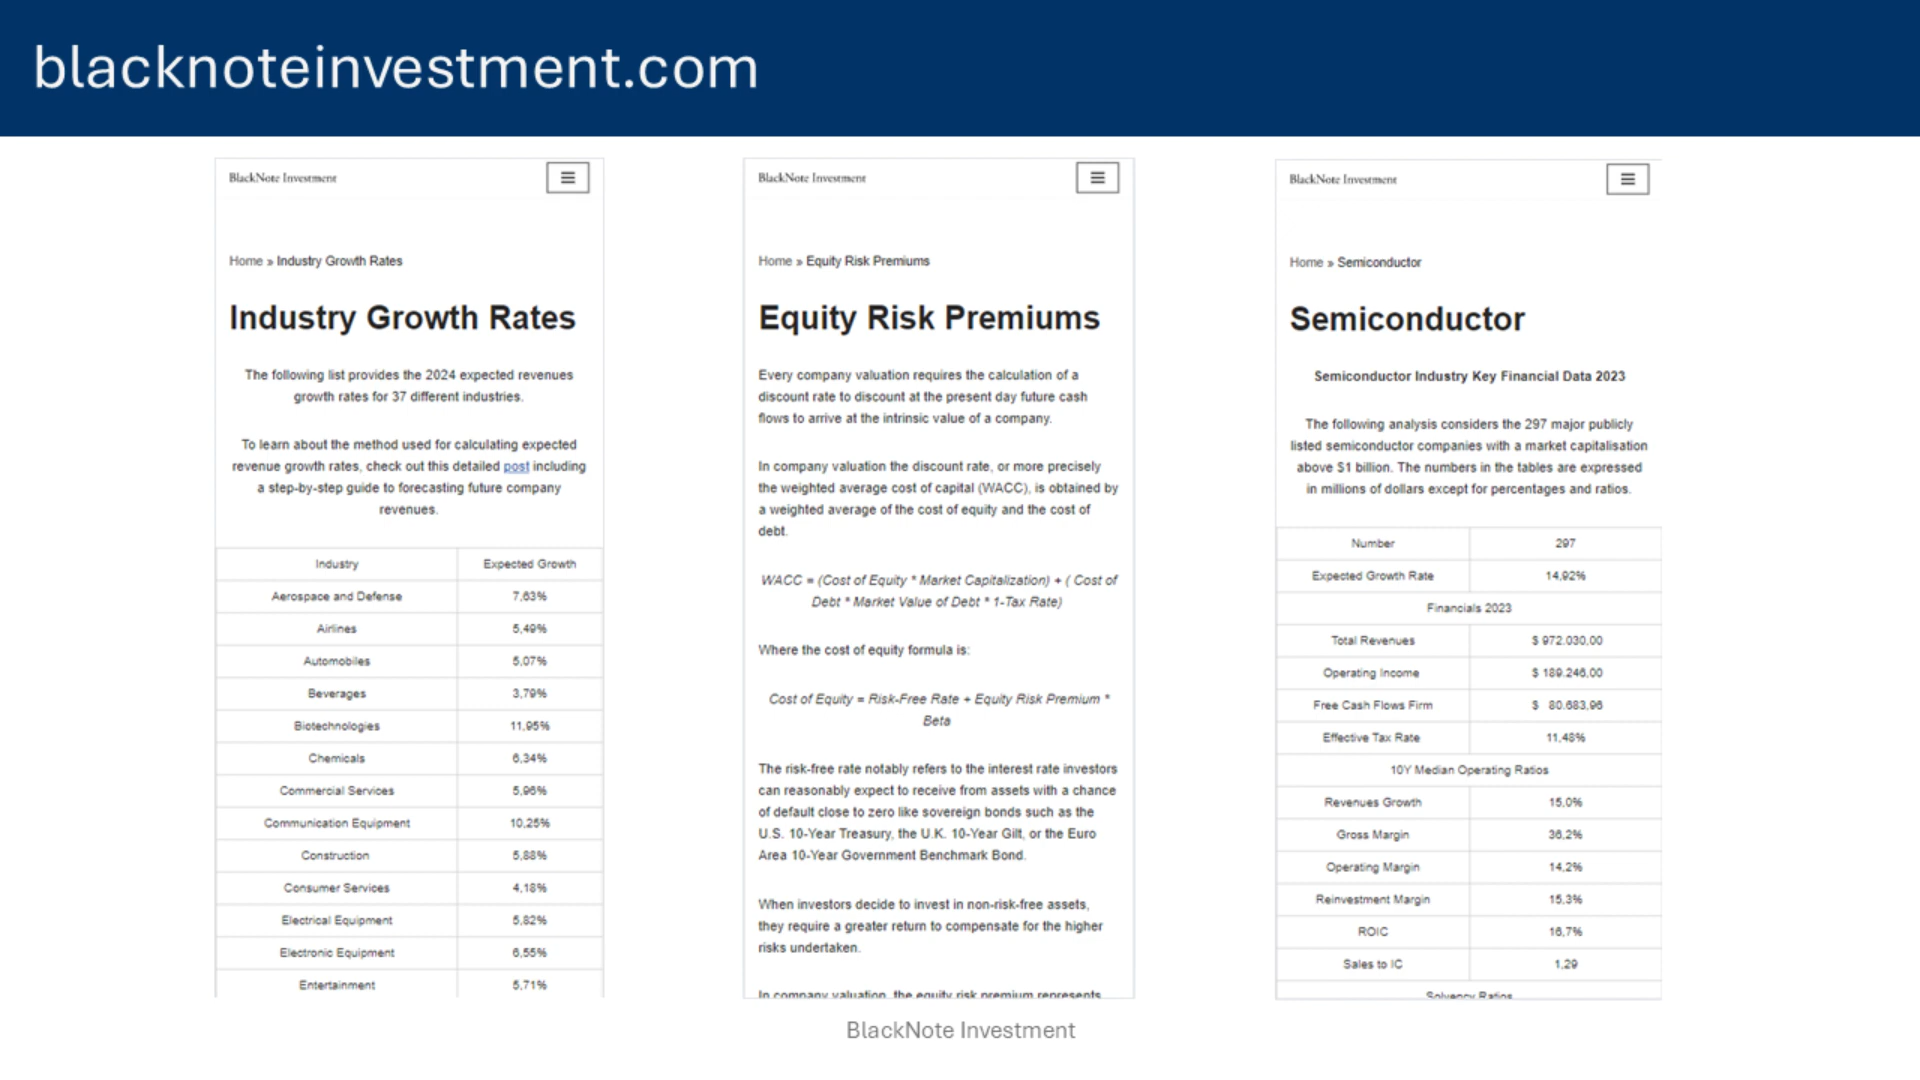 blacknoteinvestment.com
BlackNote Investment
Home » Industry Growth Rates
Industry Growth Rates
The following list provides the 2024 expected revenues
growth rates for 37 different industries.
To learn about the method used for calculating expected
revenue growth rates, check out this detailed post including
a step-by-step guide to forecasting future company
revenues.
Industry Expected Growth
Aerospace and Defense 7,63%
Airlines 5,49%
Automobiles 5,07%
Beverages 3,79%
Biotechnologies 11,95%
Chemicals 6,34%
Commercial Services 5,96%
Communication Equipment 10,25%
Construction 5,88%
Consumer Services 4,18%
Electrical Equipment 5,82%
Electronic Equipment 6,55%
Entertainment 5,71%
BlackNote Investment
Home » Equity Risk Premiums
Equity Risk Premiums
Every company valuation requires the calculation of a
discount rate to discount at the present day future cash
flows to arrive at the intrinsic value of a company.
In company valuation the discount rate, or more precisely
the weighted average cost of capital (WACC), is obtained by
a weighted average of the cost of equity and the cost of
debt.
WACC = (Cost of Equity * Market Capitalization) + ( Cost of
Debt * Market Value of Debt * 1-Tax Rate)
Where the cost of equity formula is:
Cost of Equity = Risk-Free Rate + Equity Risk Premium *
Beta
The risk-free rate notably refers to the interest rate investors
can reasonably expect to receive from assets with a chance
of default close to zero like sovereign bonds such as the
U.S. 10-Year Treasury, the U.K. 10-Year Gilt, or the Euro
Area 10-Year Government Benchmark Bond.
When investors decide to invest in non-risk-free assets,
they require a greater return to compensate for the higher
risks undertaken.
In company valuation, the equity risk premium represents
BlackNote Investment
Home » Semiconductor
Semiconductor
Semiconductor Industry Key Financial Data 2023
The following analysis considers the 297 major publicly
listed semiconductor companies with a market capitalisation
above $1 billion. The numbers in the tables are expressed
in millions of dollars except for percentages and ratios.
Number 297
Expected Growth Rate 14,92%
Financials 2023
Total Revenues $ 972.030,00
Operating Income $ 189.246,00
Free Cash Flows Firm $ 80.683,96
Effective Tax Rate 11,48%
10Y Median Operating Ratios
Revenues Growth 15,0%
Gross Margin 36,2%
Operating Margin 14,2%
Reinvestment Margin 15,3%
ROIC 16,7%
Sales to IC 1,29
Solvency Ratios
BlackNote Investment